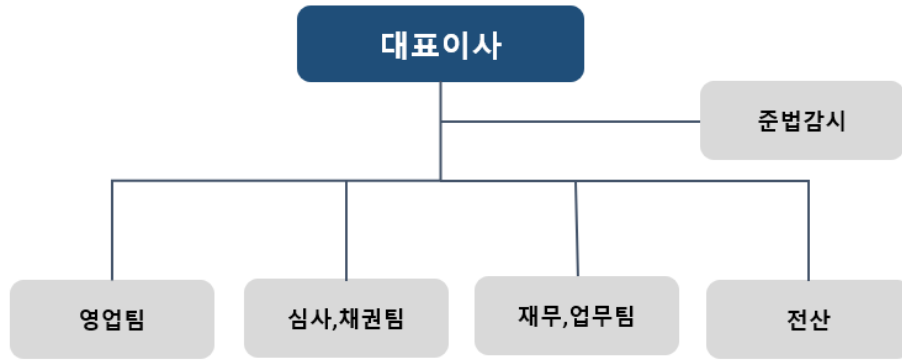 대표이사
준법감시
영업팀
심사,채권팀
재무,업무팀
전산